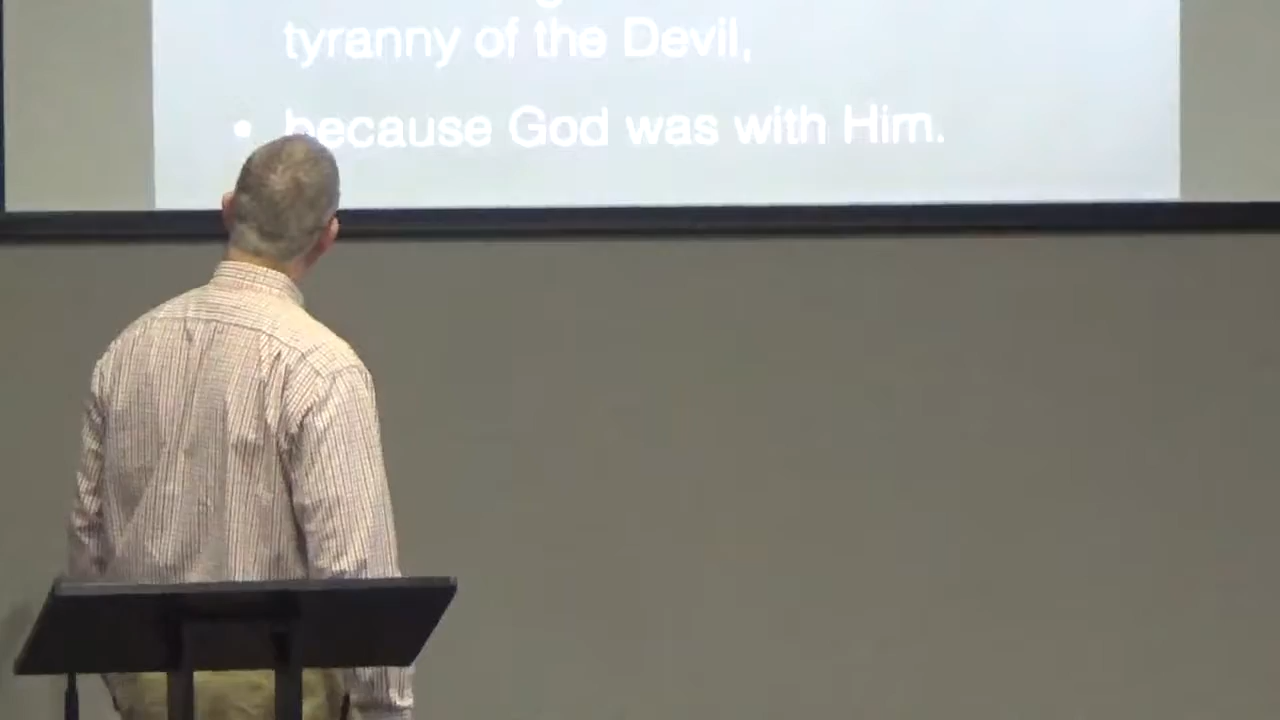 tyranny of the Devil,
• because God was with Him.